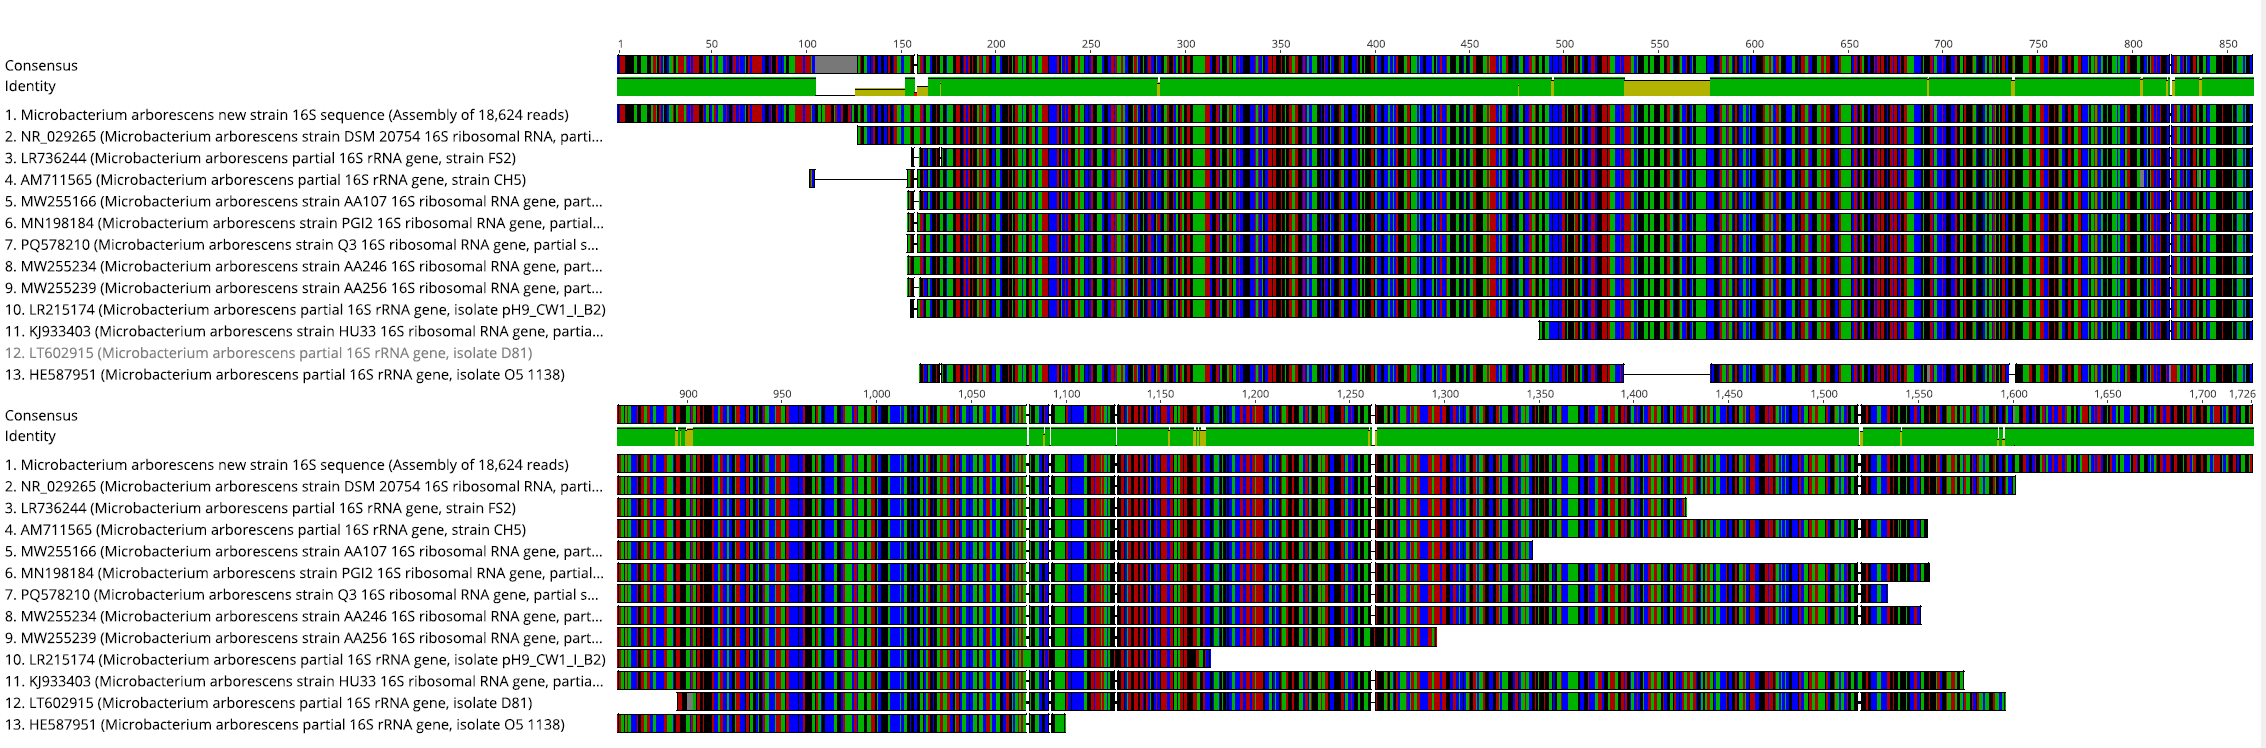 1 50 100 150 200 250 300 350 400 450 500 550 600 650 700 750 800 850
Consensus
Identity
1. Microbacterium arborescens new strain 16S sequence (Assembly of 18,624 reads)
2. NR_029265 (Microbacterium arborescens strain DSM 20754 16S ribosomal RNA, parti...
3. LR736244 (Microbacterium arborescens partial 16S rRNA gene, strain FS2)
4. AM711565 (Microbacterium arborescens partial 16S rRNA gene, strain CH5)
5. MW255166 (Microbacterium arborescens strain AA107 16S ribosomal RNA gene, part...
6. MN198184 (Microbacterium arborescens strain PGI2 16S ribosomal RNA gene, partial...
7. PQ578210 (Microbacterium arborescens strain Q3 16S ribosomal RNA gene, partial s...
8. MW255234 (Microbacterium arborescens strain AA246 16S ribosomal RNA gene, part...
9. MW255239 (Microbacterium arborescens strain AA256 16S ribosomal RNA gene, part...
10. LR215174 (Microbacterium arborescens partial 16S rRNA gene, isolate pH9_CW1_I_B2)
11. KJ933403 (Microbacterium arborescens strain HU33 16S ribosomal RNA gene, partia...
12. LT602915 (Microbacterium arborescens partial 16S rRNA gene, isolate D81)
13. HE587951 (Microbacterium arborescens partial 16S rRNA gene, isolate O5 1138)
900 950 1,000 1,050 1,100 1,150 1,200 1,250 1,300 1,350 1,400 1,450 1,500 1,550 1,600 1,650 1,700 1,726
Consensus
Identity
1. Microbacterium arborescens new strain 16S sequence (Assembly of 18,624 reads)
2. NR_029265 (Microbacterium arborescens strain DSM 20754 16S ribosomal RNA, parti...
3. LR736244 (Microbacterium arborescens partial 16S rRNA gene, strain FS2)
4. AM711565 (Microbacterium arborescens partial 16S rRNA gene, strain CH5)
5. MW255166 (Microbacterium arborescens strain AA107 16S ribosomal RNA gene, part...
6. MN198184 (Microbacterium arborescens strain PGI2 16S ribosomal RNA gene, partial...
7. PQ578210 (Microbacterium arborescens strain Q3 16S ribosomal RNA gene, partial s...
8. MW255234 (Microbacterium arborescens strain AA246 16S ribosomal RNA gene, part...
9. MW255239 (Microbacterium arborescens strain AA256 16S ribosomal RNA gene, part...
10. LR215174 (Microbacterium arborescens partial 16S rRNA gene, isolate pH9_CW1_I_B2)
11. KJ933403 (Microbacterium arborescens strain HU33 16S ribosomal RNA gene, partia...
12. LT602915 (Microbacterium arborescens partial 16S rRNA gene, isolate D81)
13. HE587951 (Microbacterium arborescens partial 16S rRNA gene, isolate O5 1138)